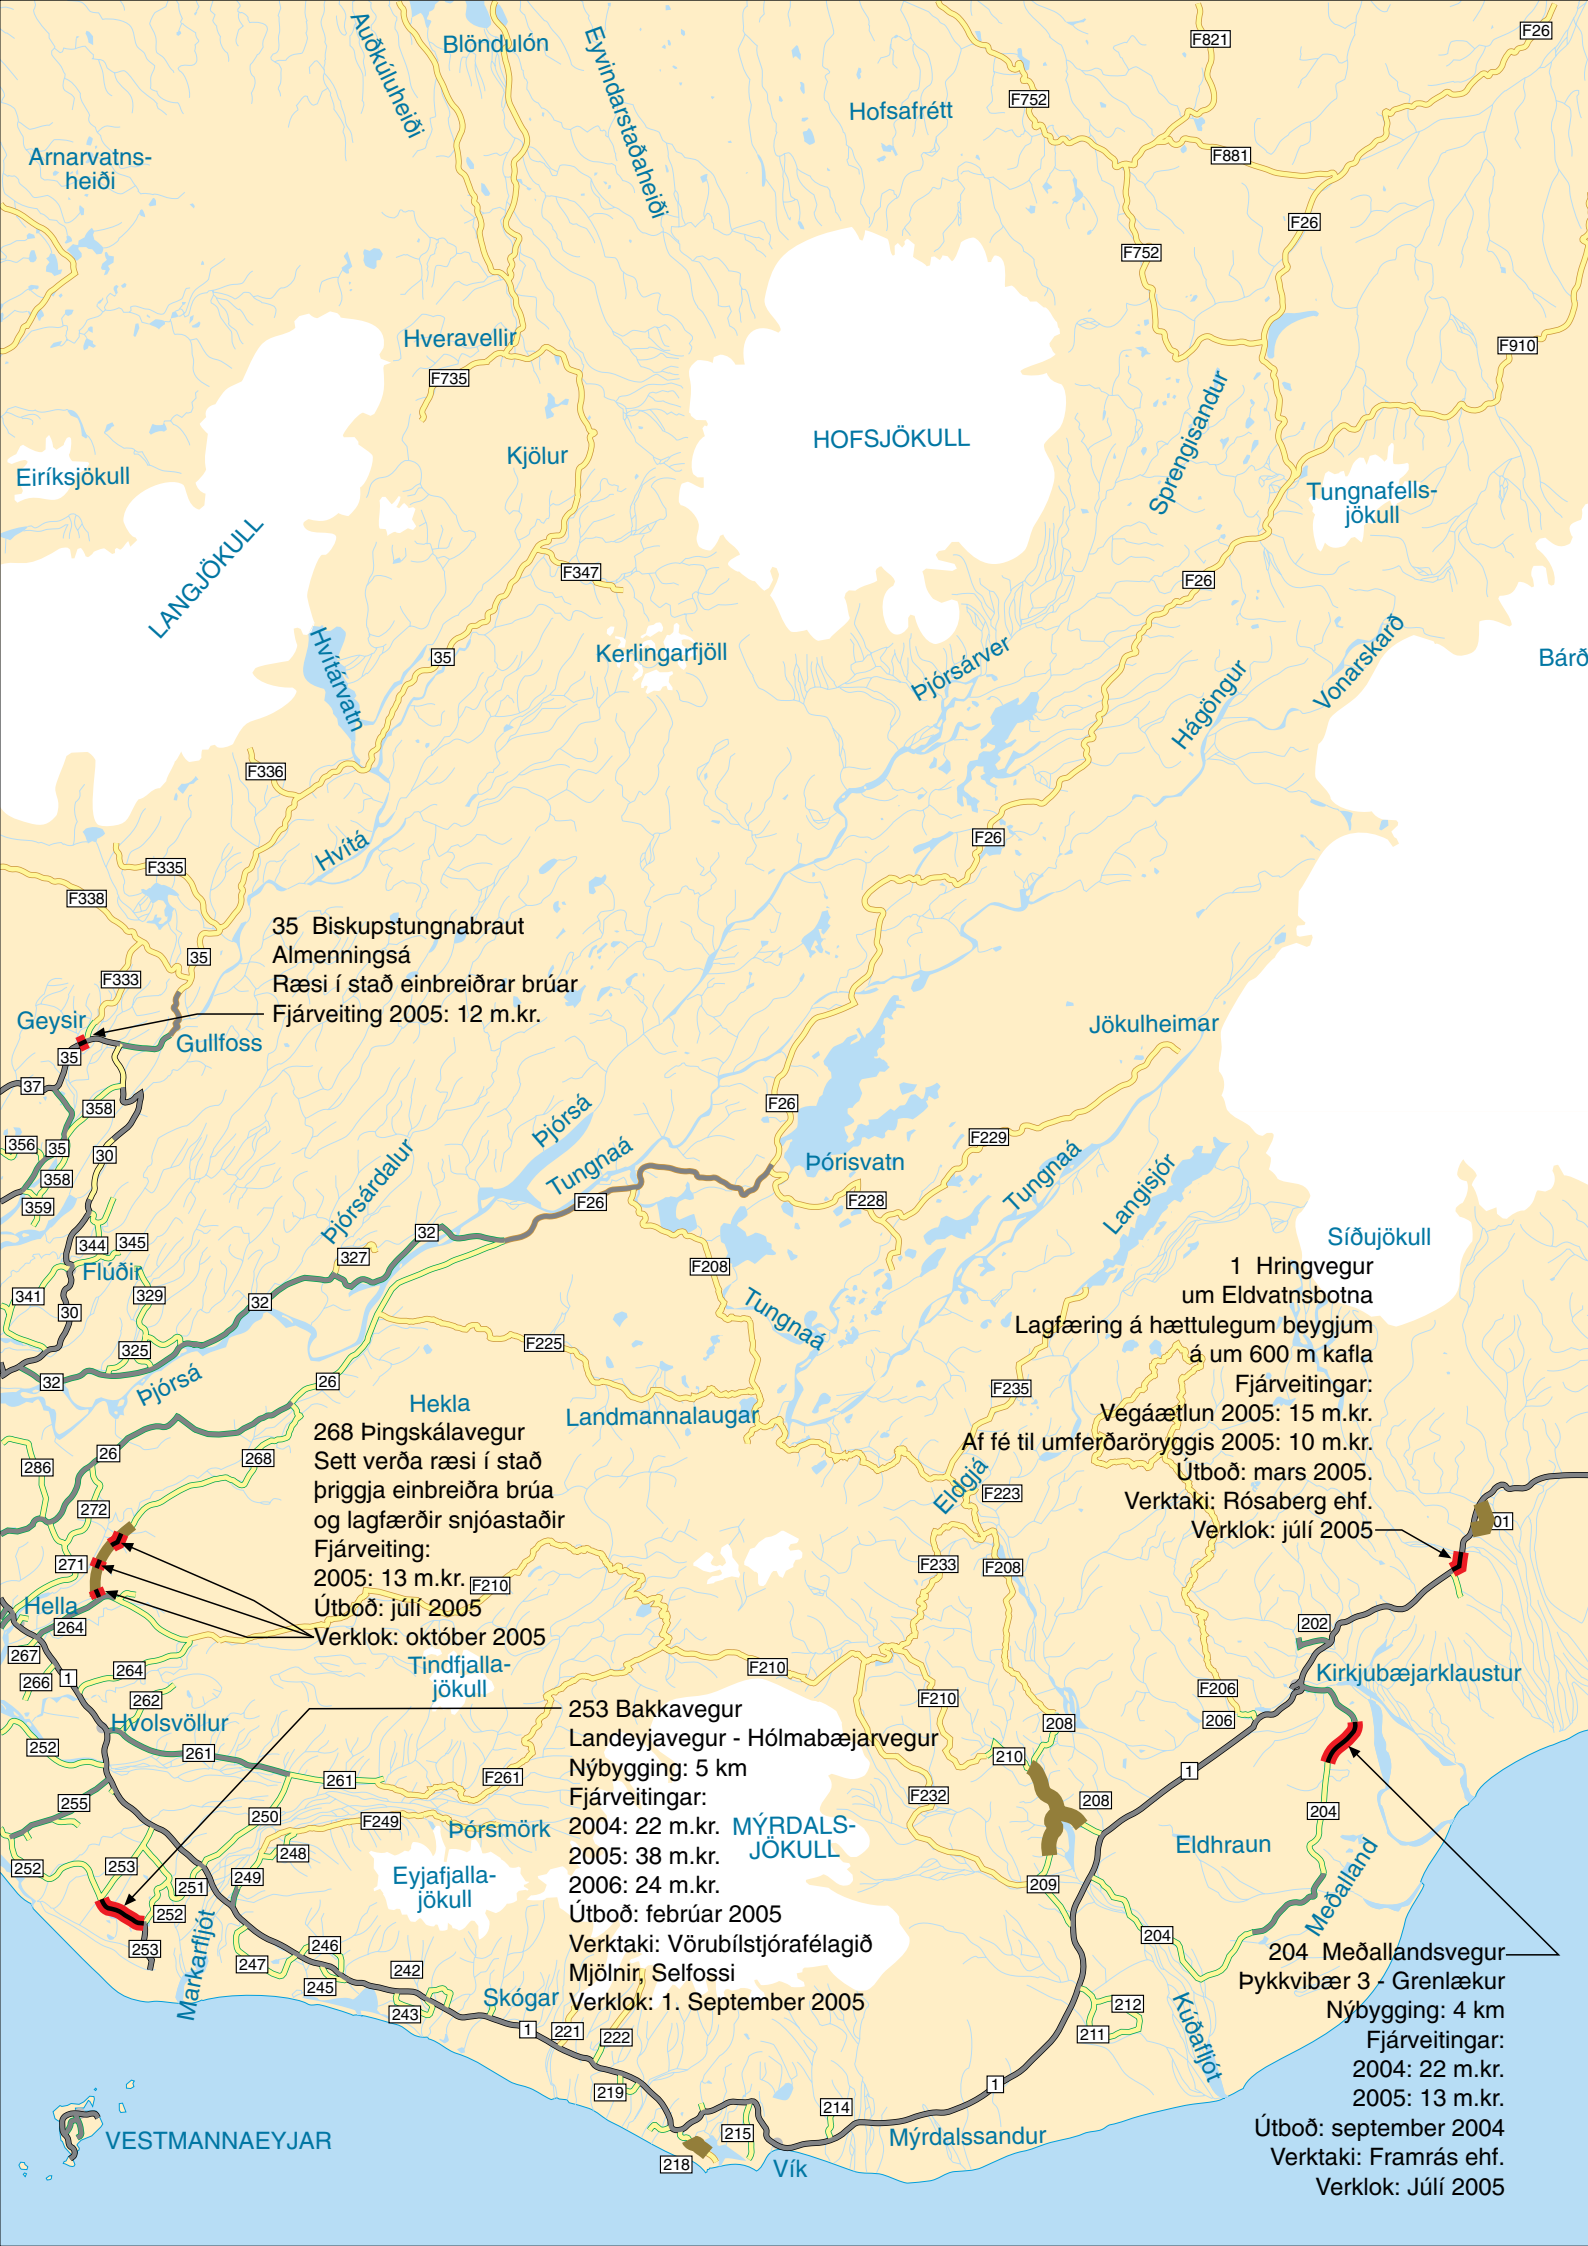 Auðkúluheiði
Blöndulón
Eyvindarstaðaheiði
F821
F26
F752
Hofsafrétt
Arnarvatns-
heiði
F881
F26
F752
Hveravellir
F735
F910
HOFSJÖKULL
Sprengisandur
Kjölur
Eiríksjökull
Tungnafells-
jökull
LANGJÖKULL
F347
F26
Hvítárvatn
35
Kerlingarfjöll
Þjórsárver
Hágöngur
Vonarskarð
Bárð
F336
Hvítá
F26
F335
F338
35  Biskupstungnabraut
Almenningsá
Ræsi í stað einbreiðrar brúar
Fjárveiting 2005: 12 m.kr.
35
F333
Geysir
Gullfoss
35
Jökulheimar
37
358
F26
356
35
30
Þjórsá
Tungnaá
F229
358
359
Þjórsárdalur
Þórisvatn
Tungnaá
Langisjór
F26
F228
32
344
345
327
Flúðir
F208
Síðujökull
341
329
30
32
Tungnaá
325
F225
32
Þjórsá
26
1  Hringvegur
um Eldvatnsbotna
Lagfæring á hættulegum beygjum
á um 600 m kafla
Fjárveitingar:
Vegáætlun 2005: 15 m.kr.
Af fé til umferðaröryggis 2005: 10 m.kr.
Útboð: mars 2005.
Verktaki: Rósaberg ehf.
Verklok: júlí 2005
F235
Hekla
Landmannalaugar
268 Þingskálavegur
Sett verða ræsi í stað
þriggja einbreiðra brúa
og lagfærðir snjóastaðir
Fjárveiting:
2005: 13 m.kr.
Útboð: júlí 2005
Verklok: október 2005
26
268
286
272
Eldgjá
F223
01
271
F210
F233
F208
Hella
264
267
266
1
264
262
Tindfjalla-
jökull
F210
202
Kirkjubæjarklaustur
F210
F206
206
Hvolsvöllur
252
261
253 Bakkavegur
Landeyjavegur - Hólmabæjarvegur
Nýbygging: 5 km
Fjárveitingar:
2004: 22 m.kr.
2005: 38 m.kr.
2006: 24 m.kr.
Útboð: febrúar 2005
Verktaki: Vörubílstjórafélagið
Mjölnir, Selfossi
Verklok: 1. September 2005
208
210
1
261
F261
F232
208
204
255
250
F249
Þórsmörk
MÝRDALS-
JÖKULL
Eldhraun
248
252
253
249
251
Eyjafjalla-
jökull
209
Meðalland
252
253
Markarfljót
204
246
247
242
245
243
Skógar
1
221
222
204  Meðallandsvegur
Þykkvibær 3 - Grenlækur
Nýbygging: 4 km
Fjárveitingar:
2004: 22 m.kr.
2005: 13 m.kr.
Útboð: september 2004
Verktaki: Framrás ehf.
Verklok: Júlí 2005
212
211
Kúðafljót
1
219
214
215
Mýrdalssandur
218
Vík
VESTMANNAEYJAR